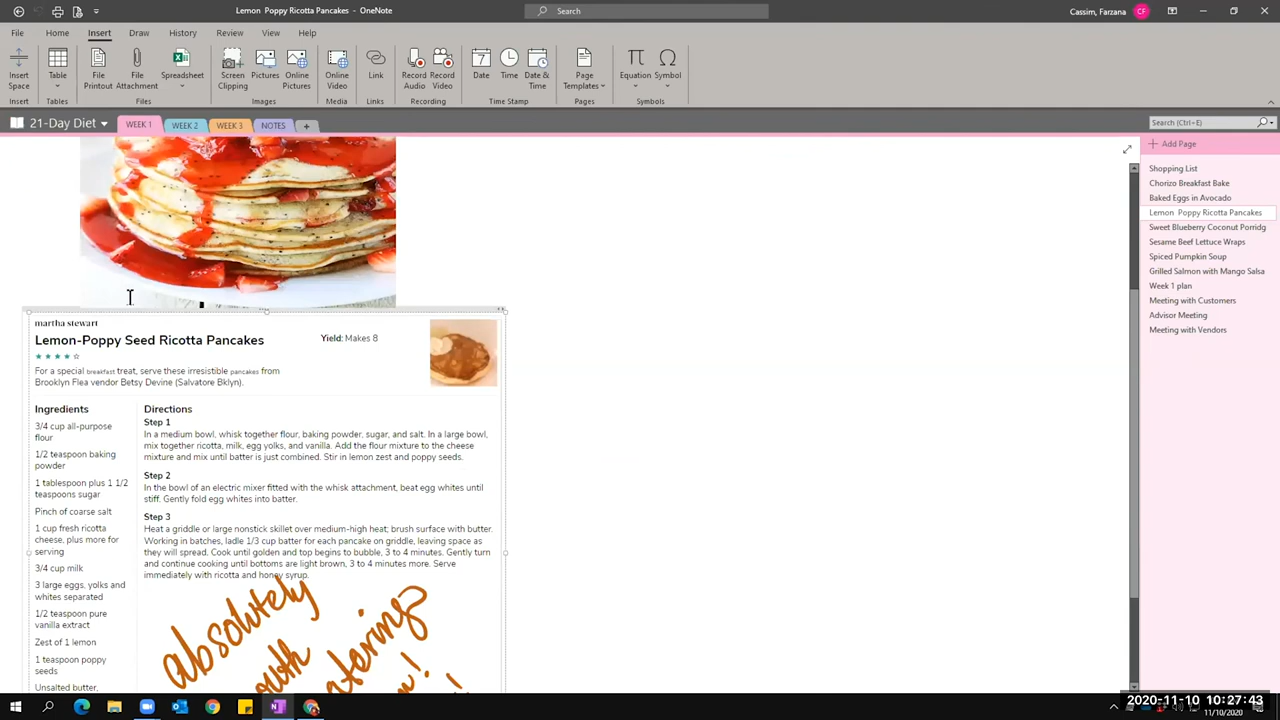 Lemon Poppy Ricotta Pancakes - OneNote
Search
Cassim, Farzana
CF
File Home Insert Draw History Review View Help
Insert Space
Table
File Printout
File Attachment
Spreadsheet
Screen Clipping
Pictures
Online Pictures
Online Video
Link
Record Audio
Record Video
Date
Time
Date & Time
Page Templates
Equation
Symbol
Insert Tables Files Images Media Links Recording Time Stamp Pages Symbols
21-Day Diet WEEK 1 WEEK 2 WEEK 3 NOTES +
Search (Ctrl+E)
Add Page
Shopping List
Chorizo Breakfast Bake
Baked Eggs in Avocado
Lemon Poppy Ricotta Pancakes
Sweet Blueberry Coconut Porridg
Sesame Beef Lettuce Wraps
Spiced Pumpkin Soup
Grilled Salmon with Mango Salsa
Week 1 plan
Meeting with Customers
Advisor Meeting
Meeting with Vendors
martha stewart
Lemon-Poppy Seed Ricotta Pancakes
Yield: Makes 8
For a special breakfast treat, serve these irresistible pancakes from
Brooklyn Flea vendor Betsy Devine (Salvatore Bklyn).
Ingredients
3/4 cup all-purpose
flour
1/2 teaspoon baking
powder
1 tablespoon plus 1 1/2
teaspoons sugar
Pinch of coarse salt
1 cup fresh ricotta
cheese, plus more for
serving
3/4 cup milk
3 large eggs, yolks and
whites separated
1/2 teaspoon pure
vanilla extract
Zest of 1 lemon
1 teaspoon poppy
seeds
Unsalted butter,
Directions
Step 1
In a medium bowl, whisk together flour, baking powder, sugar, and salt. In a large bowl,
mix together ricotta, milk, egg yolks, and vanilla. Add the flour mixture to the cheese
mixture and mix until batter is just combined. Stir in lemon zest and poppy seeds.
Step 2
In the bowl of an electric mixer fitted with the whisk attachment, beat egg whites until
stiff. Gently fold egg whites into batter.
Step 3
Heat a griddle or large nonstick skillet over medium-high heat; brush surface with butter.
Working in batches, ladle 1/3 cup batter for each pancake on griddle, leaving space as
they will spread. Cook until golden and top begins to bubble, 3 to 4 minutes. Gently turn
and continue cooking until bottoms are light brown, 3 to 4 minutes more. Serve
immediately with ricotta and honey syrup.
absolutely
outh
atering
2020-11-10 10:27:43
11/10/2020